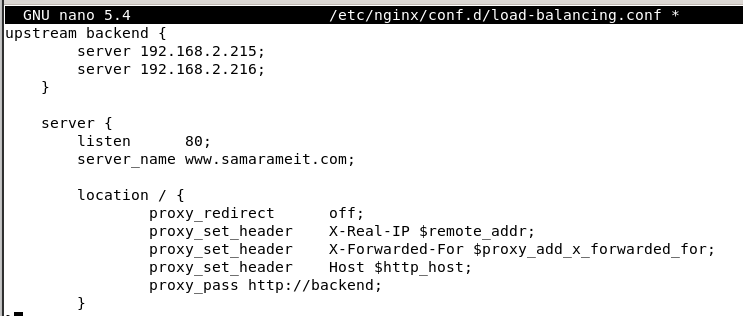 GNU nano 5.4 /etc/nginx/conf.d/load-balancing.conf *
upstream backend {
        server 192.168.2.215;
        server 192.168.2.216;
    }

    server {
        listen      80;
        server_name www.samarameit.com;

        location / {
                proxy_redirect      off;
                proxy_set_header    X-Real-IP $remote_addr;
                proxy_set_header    X-Forwarded-For $proxy_add_x_forwarded_for;
                proxy_set_header    Host $http_host;
                proxy_pass http://backend;
        }